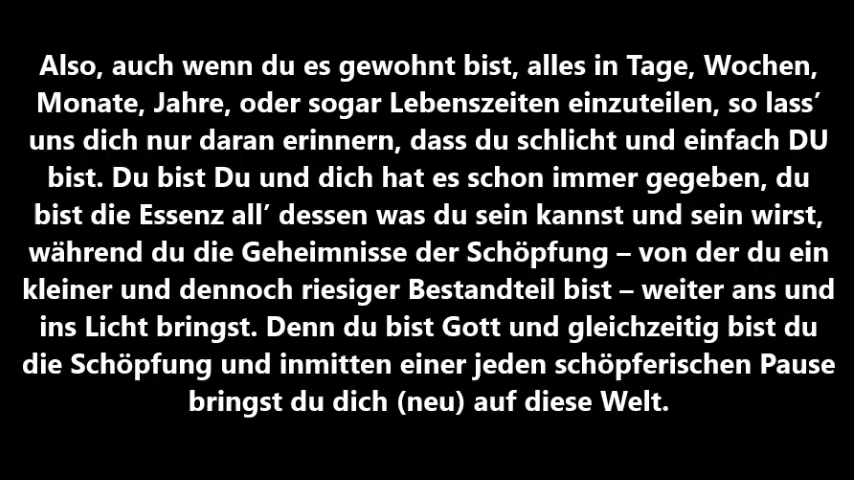 Also, auch wenn du es gewohnt bist, alles in Tage, Wochen,
Monate, Jahre, oder sogar Lebenszeiten einzuteilen, so lass’
uns dich nur daran erinnern, dass du schlicht und einfach DU
bist. Du bist Du und dich hat es schon immer gegeben, du
bist die Essenz all’ dessen was du sein kannst und sein wirst,
während du die Geheimnisse der Schöpfung – von der du ein
kleiner und dennoch riesiger Bestandteil bist – weiter ans und
ins Licht bringst. Denn du bist Gott und gleichzeitig bist du
die Schöpfung und inmitten einer jeden schöpferischen Pause
bringst du dich (neu) auf diese Welt.